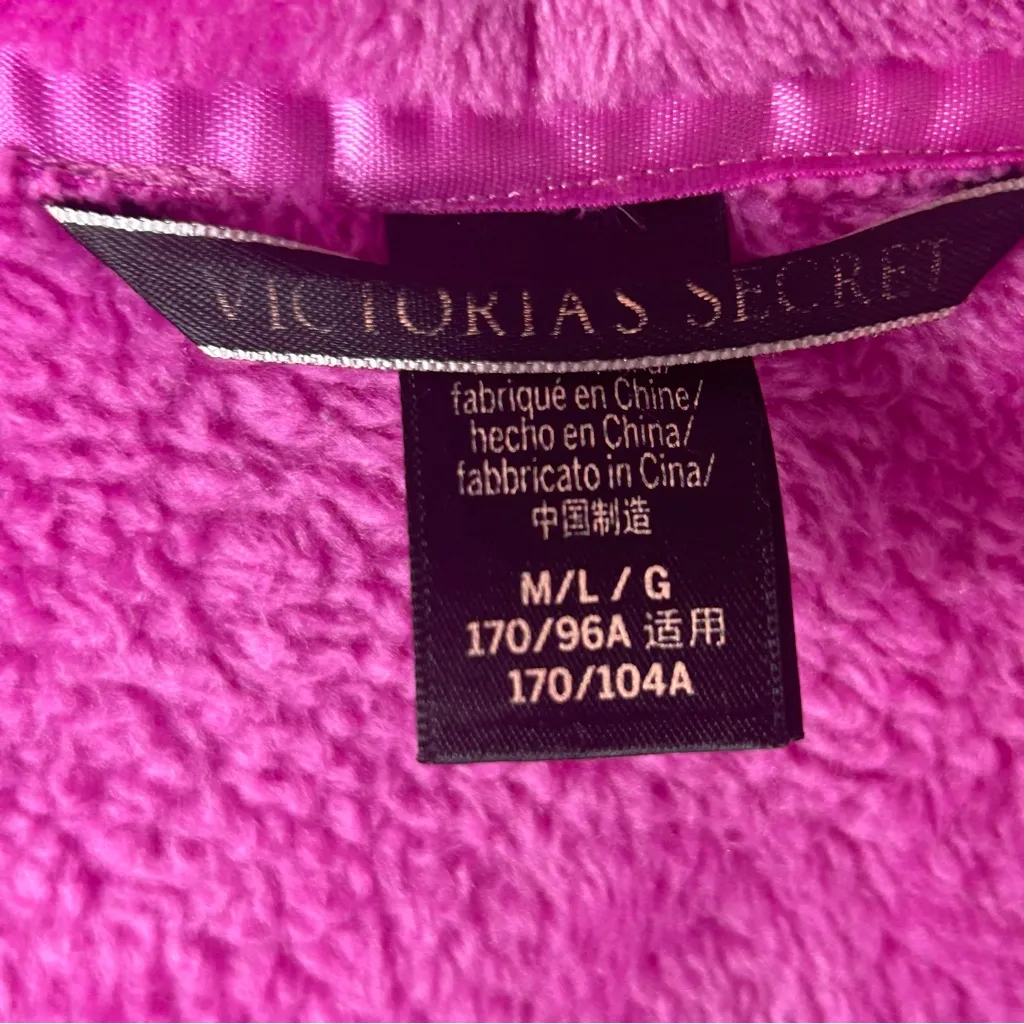 VICTORIA'S SECRET
fabriqué en Chine/
hecho en China/
fabbricato in Cina/
中国制造
M/L / G
170/96A 适用
170/104A